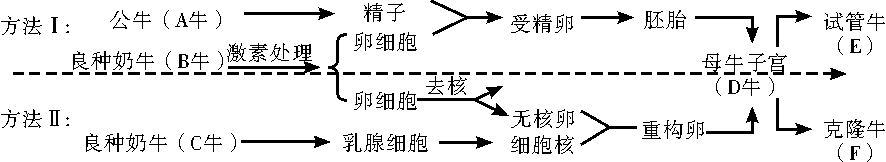 方法Ⅰ: 公牛（A牛） 精子 受精卵 胚胎 试管牛（E）
良种奶牛（B牛） 激素处理 卵细胞 母牛子宫（D牛）
卵细胞 去核 无核卵
方法Ⅱ: 良种奶牛（C牛） 乳腺细胞 细胞核 重构卵 克隆牛（F）